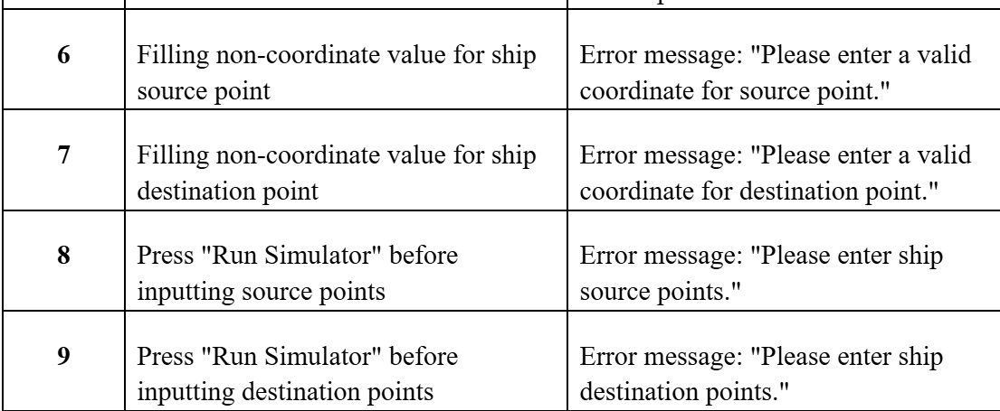 6
Filling non-coordinate value for ship
source point
Error message: "Please enter a valid
coordinate for source point."
7
Filling non-coordinate value for ship
destination point
Error message: "Please enter a valid
coordinate for destination point."
8
Press "Run Simulator" before
inputting source points
Error message: "Please enter ship
source points."
9
Press "Run Simulator" before
inputting destination points
Error message: "Please enter ship
destination points."